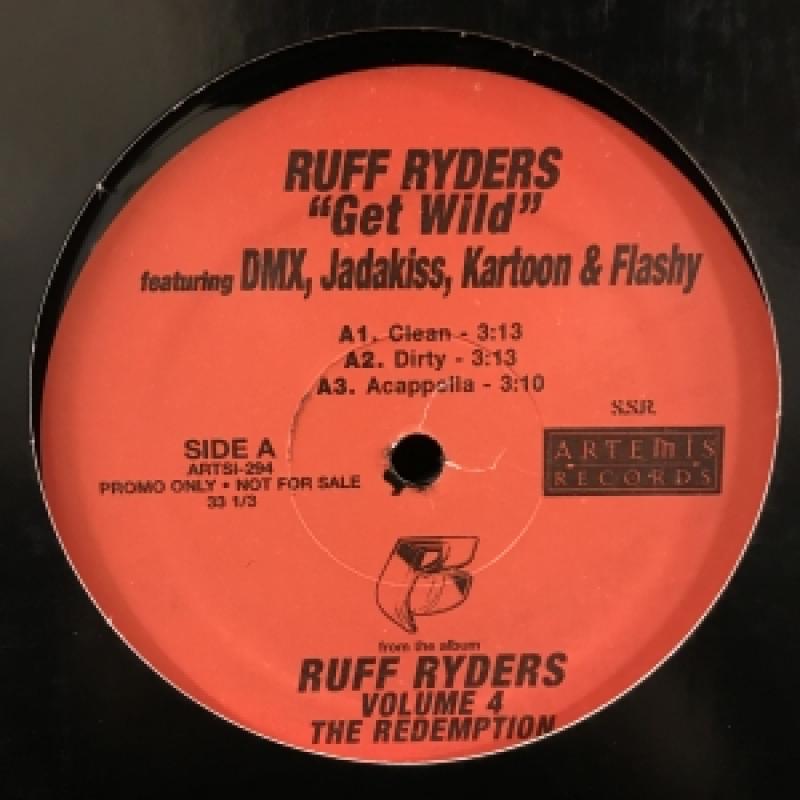 RUFF RYDERS
“Get Wild”
featuring DMX, Jadakiss, Kartoon & Flashy
A1. Clean - 3:13
A2. Dirty - 3:13
A3. Acappella - 3:10
SSR
ARTEMIS
RECORDS
SIDE A
ARTSI-294
PROMO ONLY • NOT FOR SALE
33 1/3
R
from the album
RUFF RYDERS
VOLUME 4
THE REDEMPTION